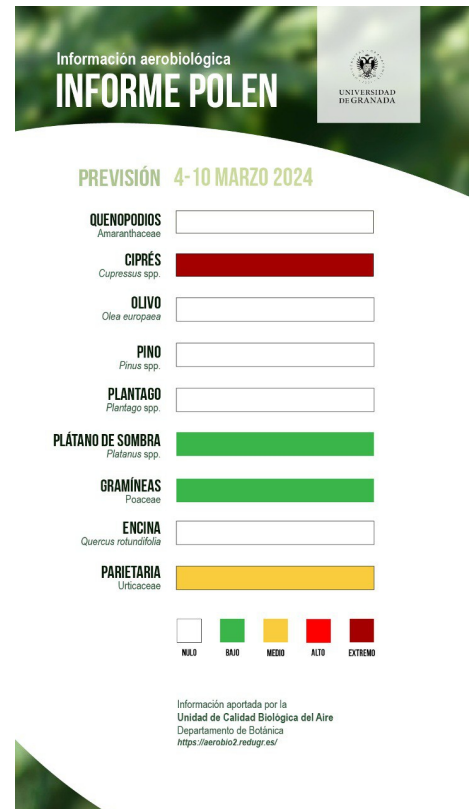 Información aerobiológica
INFORME POLEN
UNIVERSIDAD
DE GRANADA
PREVISIÓN 4-10 MARZO 2024
QUENOPODIOS
Amaranthaceae
CIPRÉS
Cupressus spp.
OLIVO
Olea europaea
PINO
Pinus spp.
PLANTAGO
Plantago spp.
PLÁTANO DE SOMBRA
Platanus spp.
GRAMÍNEAS
Poaceae
ENCINA
Quercus rotundifolia
PARIETARIA
Urticaceae
NULO BAJO MEDIO ALTO EXTREMO
Información aportada por la
Unidad de Calidad Biológica del Aire
Departamento de Botánica
https://aerobio2.redugr.es/